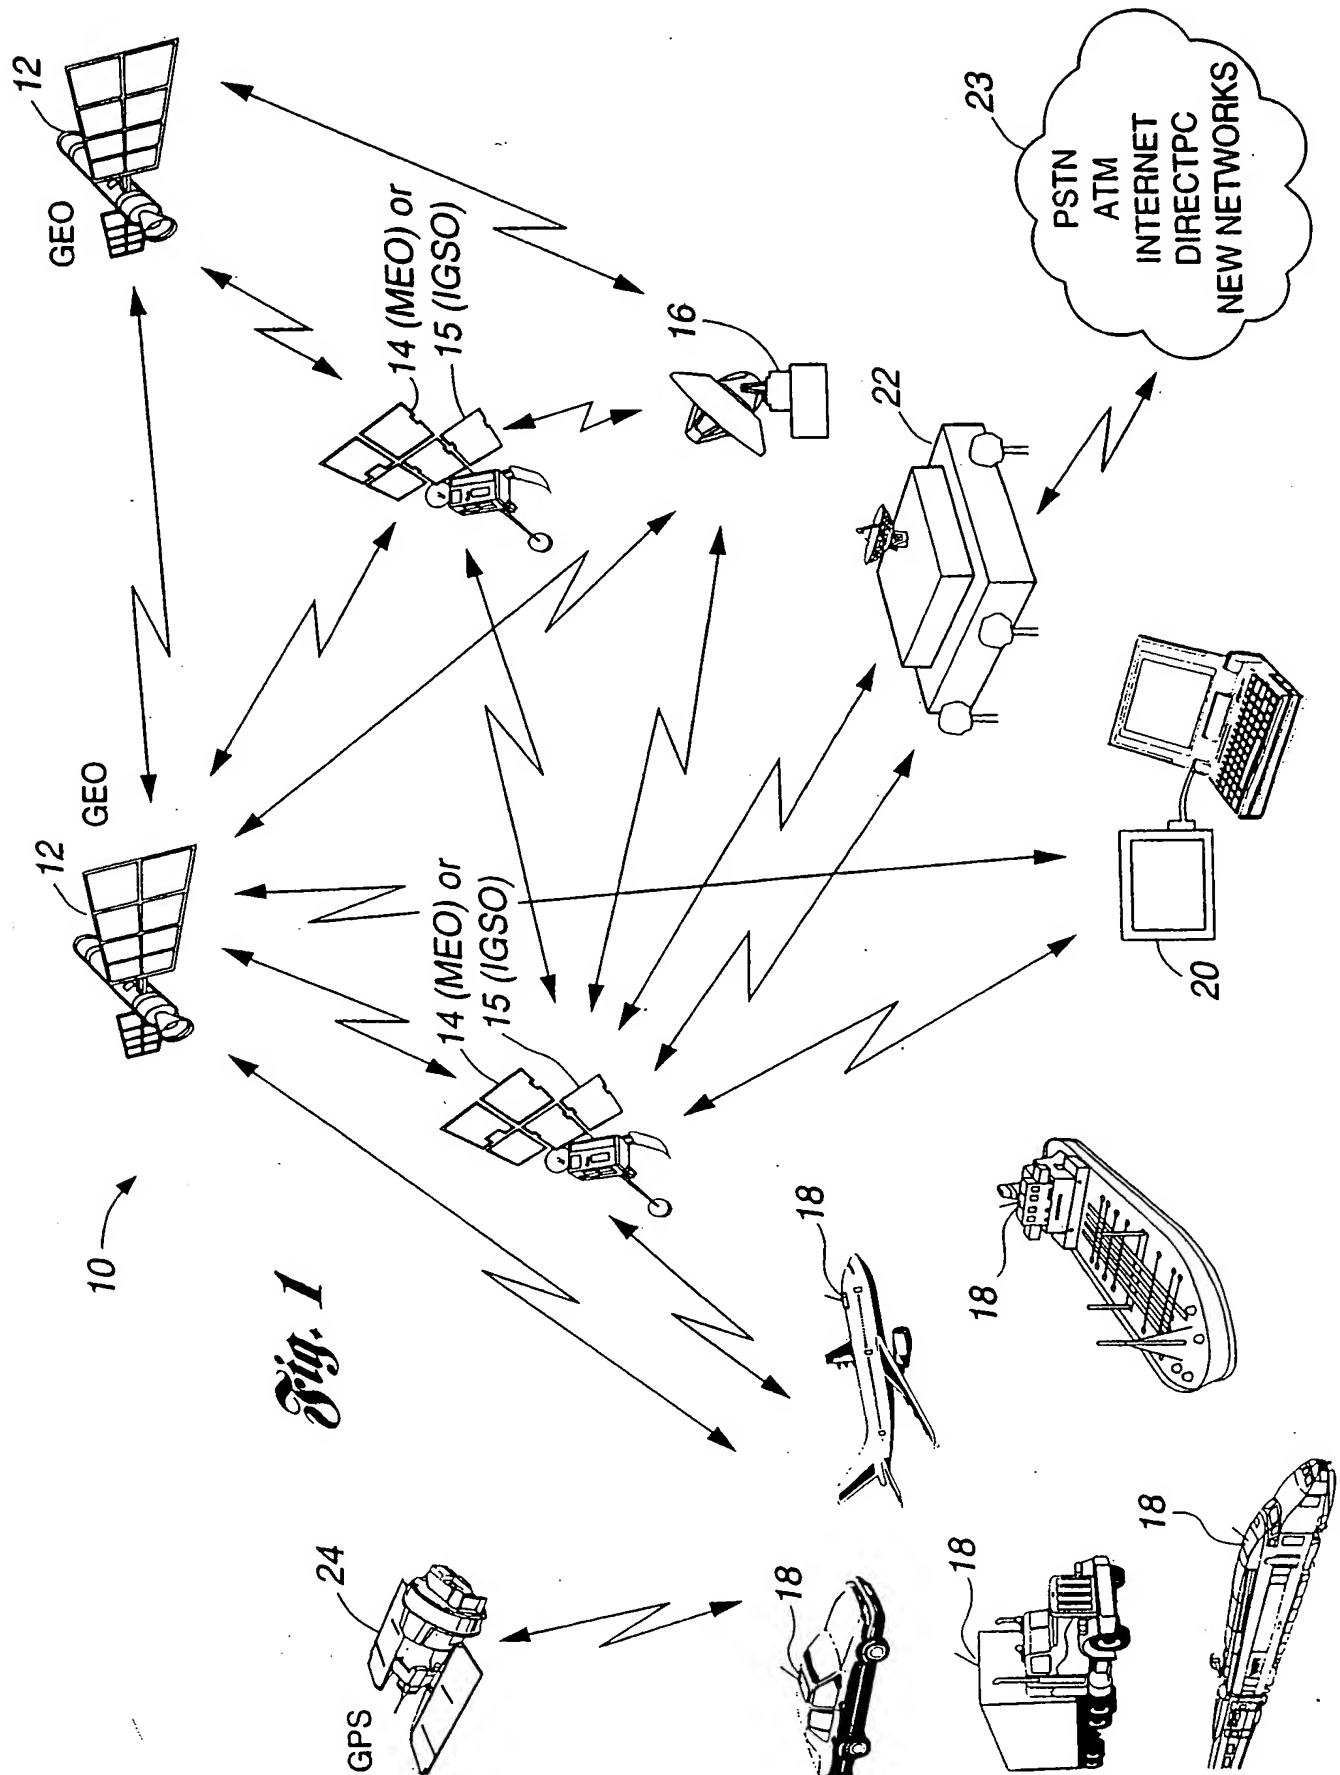 12
GEO
12
GEO
10
Fig. 1
24
GPS
14 (MEO) or
15 (IGSO)
14 (MEO) or
15 (IGSO)
16
18
18
22
18
18
23
PSTN
ATM
INTERNET
DIRECTPC
NEW NETWORKS
18
20